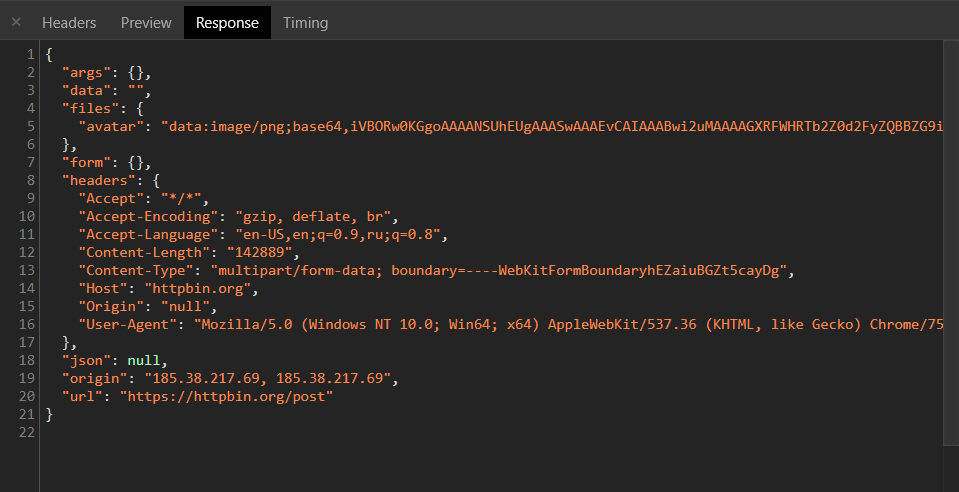 × Headers Preview Response Timing
1 {
2 "args": {},
3 "data": "",
4 "files": {
5 "avatar": "data:image/png;base64,iVBORw0KGgoAAAANSUhEUgAAASwAAAEvCAIAAABwi2uMAAAAGXRFWHRTb2Z0d2FyZQBBZG9i
6 },
7 "form": {},
8 "headers": {
9 "Accept": "*/*",
10 "Accept-Encoding": "gzip, deflate, br",
11 "Accept-Language": "en-US,en;q=0.9,ru;q=0.8",
12 "Content-Length": "142889",
13 "Content-Type": "multipart/form-data; boundary=----WebKitFormBoundaryhEZaiuBGZt5cayDg",
14 "Host": "httpbin.org",
15 "Origin": "null",
16 "User-Agent": "Mozilla/5.0 (Windows NT 10.0; Win64; x64) AppleWebKit/537.36 (KHTML, like Gecko) Chrome/75
17 },
18 "json": null,
19 "origin": "185.38.217.69, 185.38.217.69",
20 "url": "https://httpbin.org/post"
21 }
22